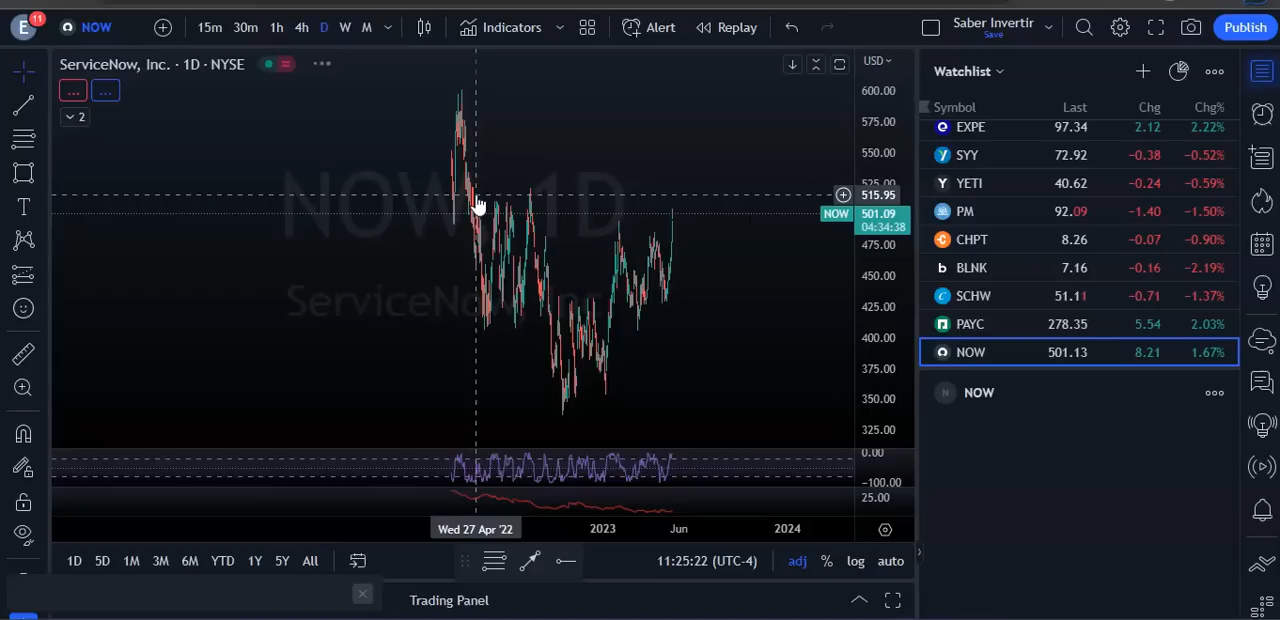 E 11 NOW 15m 30m 1h 4h D W M Indicators Alert Replay Saber Invertir Save Publish
ServiceNow, Inc. · 1D · NYSE
... ...
2
NOW, 1D
ServiceNow, Inc.
USD
600.00
575.00
550.00
525.00
515.95
NOW 501.09
04:34:38
475.00
450.00
425.00
400.00
375.00
350.00
325.00
0.00
−100.00
25.00
Wed 27 Apr '22 2023 Jun 2024
1D 5D 1M 3M 6M YTD 1Y 5Y All 11:25:22 (UTC-4) adj % log auto
Trading Panel
Watchlist
Symbol Last Chg Chg%
EXPE 97.34 2.12 2.22%
SYY 72.92 −0.38 −0.52%
YETI 40.62 −0.24 −0.59%
PM 92.09 −1.40 −1.50%
CHPT 8.26 −0.07 −0.90%
BLNK 7.16 −0.16 −2.19%
SCHW 51.11 −0.71 −1.37%
PAYC 278.35 5.54 2.03%
NOW 501.13 8.21 1.67%
N NOW